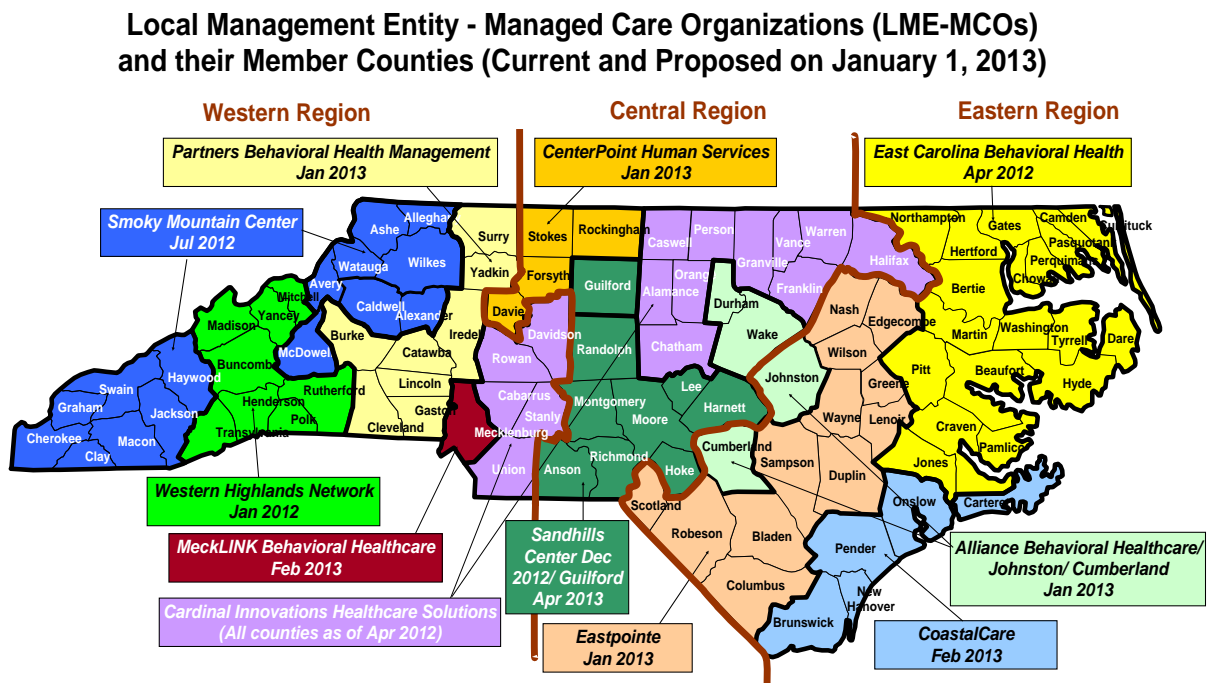 Local Management Entity - Managed Care Organizations (LME-MCOs)
and their Member Counties (Current and Proposed on January 1, 2013)
Western Region
Central Region
Eastern Region
Partners Behavioral Health Management
Jan 2013
CenterPoint Human Services
Jan 2013
East Carolina Behavioral Health
Apr 2012
Smoky Mountain Center
Jul 2012
Allegha
Ashe
Surry
Stokes
Rockingham
Caswell
Person
Vance
Warren
Northampton
Gates
Camden
Pasquotank
Perquimans
Chowan
Hertford
Halifax
Granville
Watauga
Wilkes
Yadkin
Forsyth
Guilford
Orang
Alamance
Franklin
Bertie
Avery
Mitchell
Caldwell
Alexander
Davie
Durham
Nash
Edgecombe
Madison
Yancey
Burke
Iredel
Davidson
Wake
Martin
Washington
Tyrrell
Dare
McDowell
Catawba
Rowan
Randolph
Chatham
Wilson
Buncombe
Haywood
Swain
Rutherford
Lincoln
Cabarrus
Montgomery
Lee
Johnston
Greene
Pitt
Beaufort
Hyde
Graham
Jackson
Henderson
Polk
Gaston
Stanly
Moore
Harnett
Wayne
Lenoir
Craven
Pamlico
Cherokee
Macon
Clay
Transylvania
Cleveland
Mecklenburg
Union
Anson
Richmond
Hoke
Cumberland
Sampson
Duplin
Jones
Onslow
Carteret
Scotland
Robeson
Bladen
Pender
Columbus
New
Hanover
Brunswick
Western Highlands Network
Jan 2012
MeckLINK Behavioral Healthcare
Feb 2013
Cardinal Innovations Healthcare Solutions
(All counties as of Apr 2012)
Sandhills
Center Dec
2012/ Guilford
Apr 2013
Eastpointe
Jan 2013
Alliance Behavioral Healthcare/
Johnston/ Cumberland
Jan 2013
CoastalCare
Feb 2013